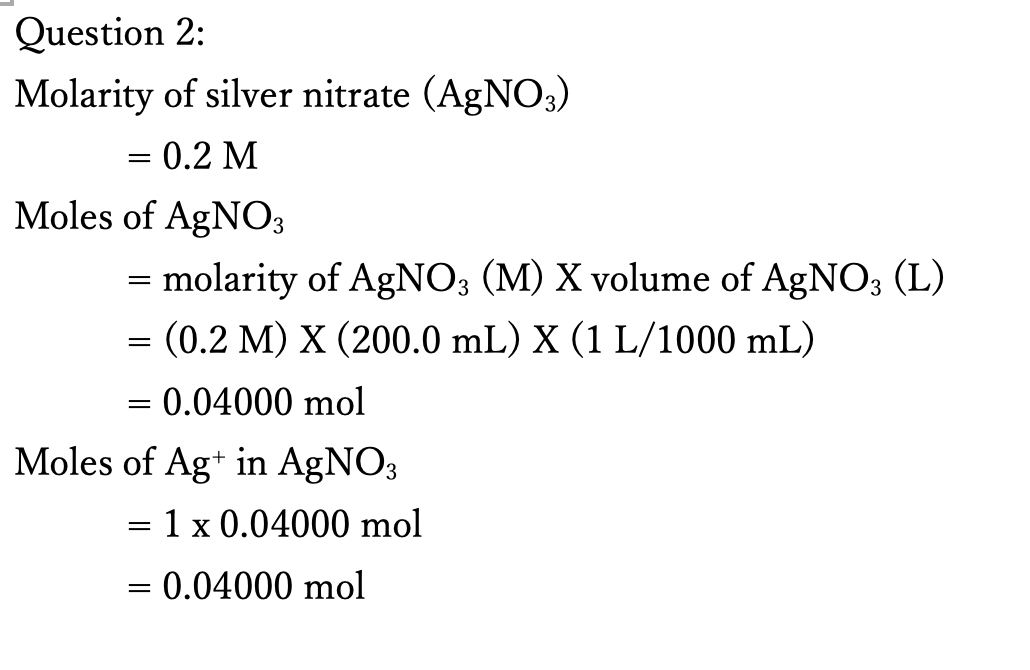 Question 2:
Molarity of silver nitrate (AgNO₃)
= 0.2 M
Moles of AgNO₃
= molarity of AgNO₃ (M) X volume of AgNO₃ (L)
= (0.2 M) X (200.0 mL) X (1 L/1000 mL)
= 0.04000 mol
Moles of Ag⁺ in AgNO₃
= 1 x 0.04000 mol
= 0.04000 mol